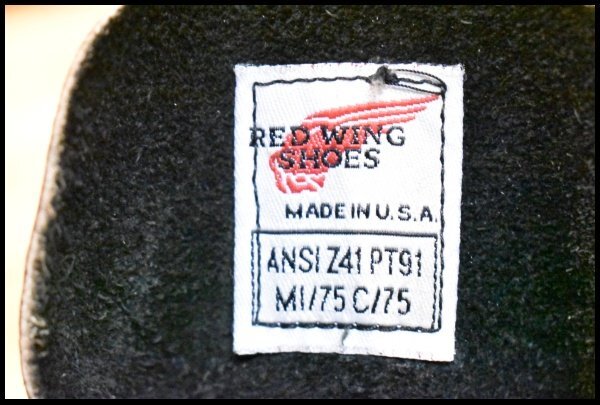 RED WING
SHOES
MADE IN U.S.A.
ANSI Z41 PT91
MI/75 C/75